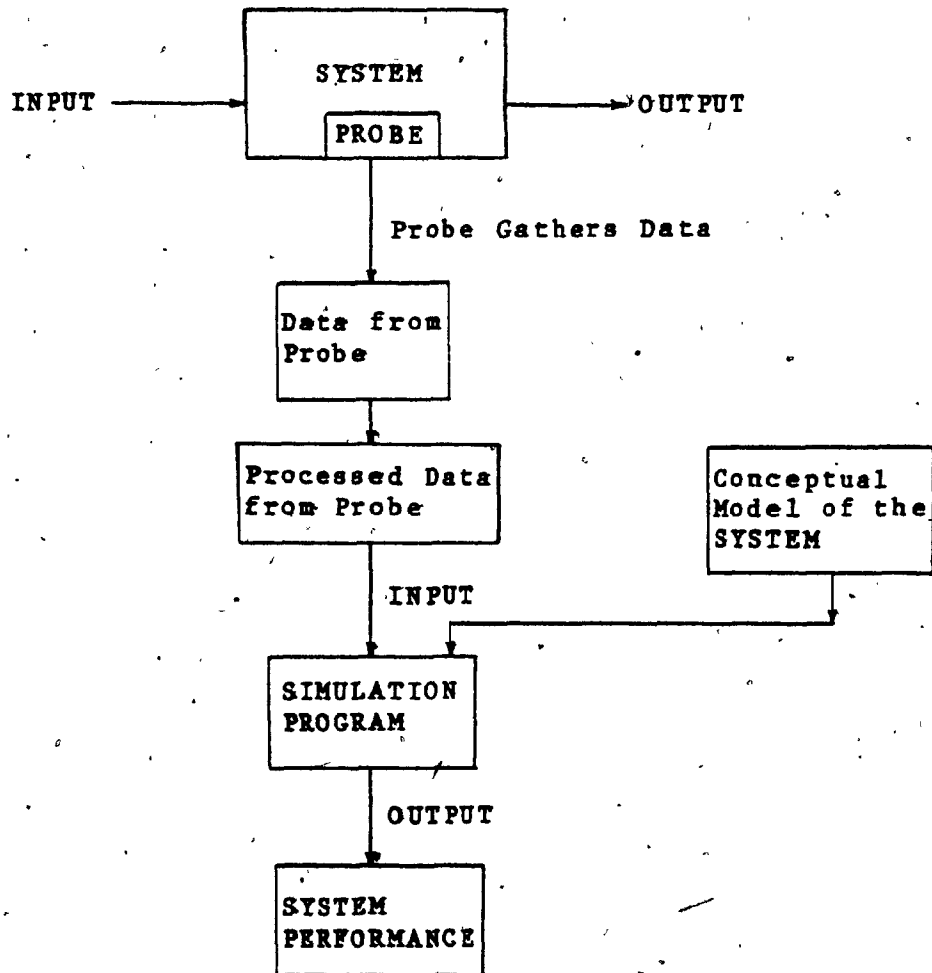 SYSTEM
INPUT
OUTPUT
PROBE
Probe Gathers Data
Data from
Probe
Processed Data
from Probe
Conceptual
Model of the
SYSTEM
INPUT
SIMULATION
PROGRAM
OUTPUT
SYSTEM
PERFORMANCE